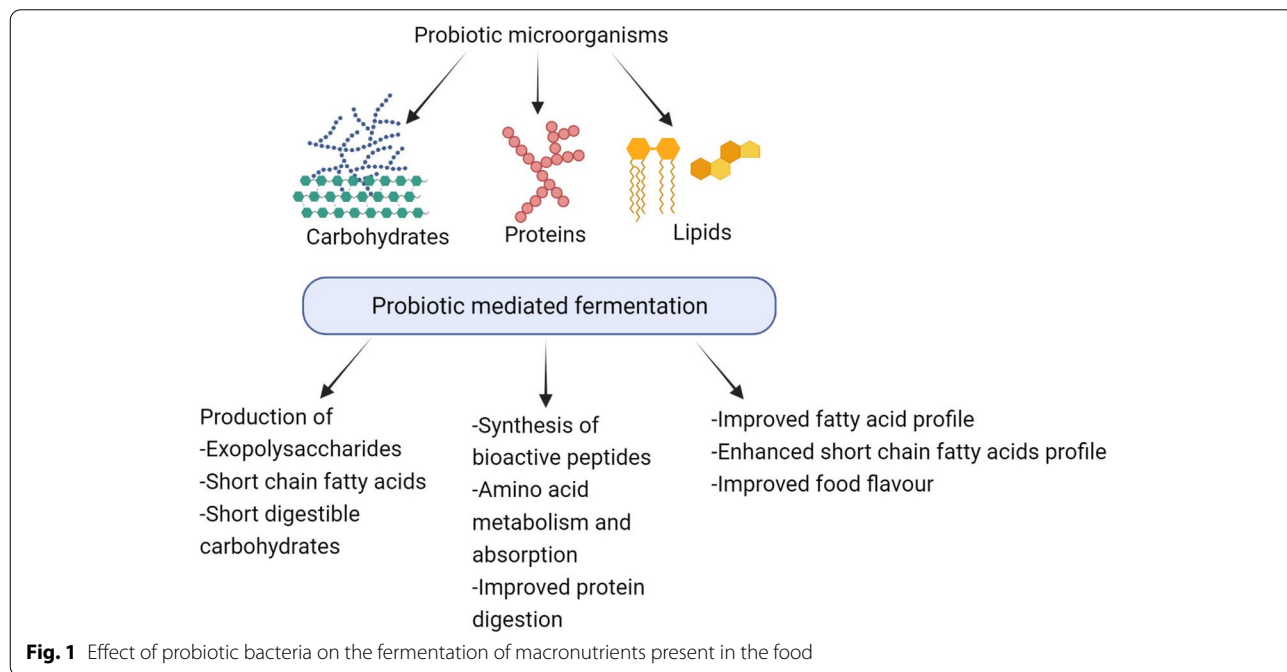 Probiotic microorganisms
Carbohydrates
Proteins
Lipids
Probiotic mediated fermentation
Production of
-Exopolysaccharides
-Short chain fatty acids
-Short digestible
carbohydrates
-Synthesis of
bioactive peptides
-Amino acid
metabolism and
absorption
-Improved protein
digestion
-Improved fatty acid profile
-Enhanced short chain fatty acids profile
-Improved food flavour
Fig. 1 Effect of probiotic bacteria on the fermentation of macronutrients present in the food